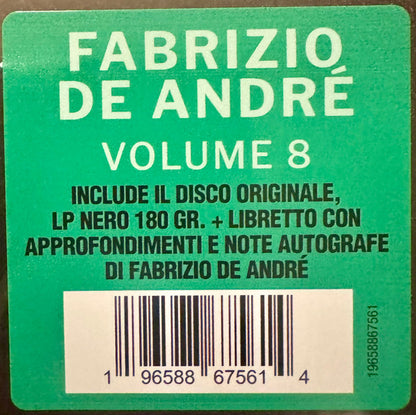 FABRIZIO
DE ANDRÉ
VOLUME 8
INCLUDE IL DISCO ORIGINALE,
LP NERO 180 GR. + LIBRETTO CON
APPROFONDIMENTI E NOTE AUTOGRAFE
DI FABRIZIO DE ANDRÉ
1 96588 67561 4
19658867561